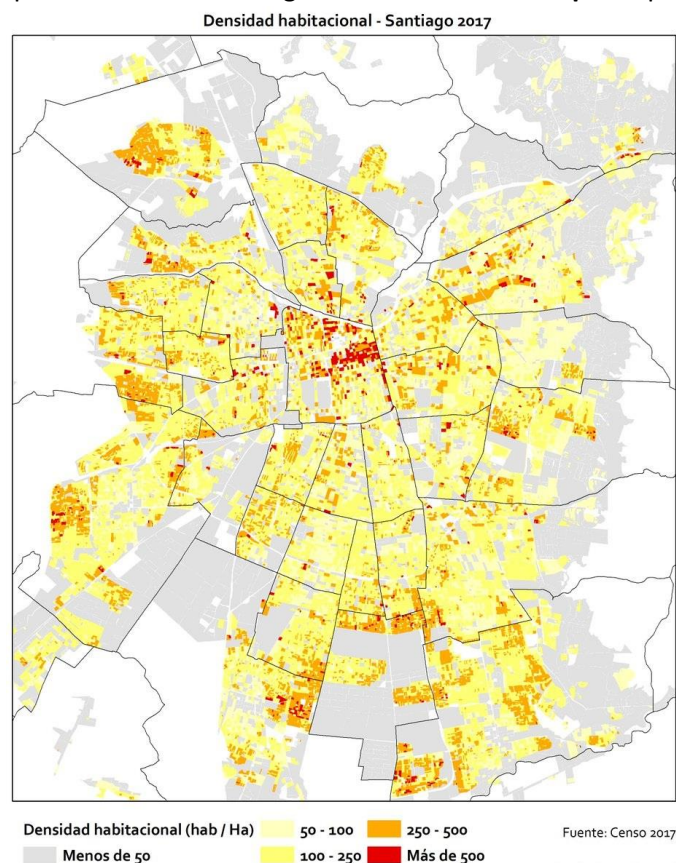 Densidad habitacional - Santiago 2017
Densidad habitacional (hab / Ha) 50 - 100 250 - 500 Fuente: Censo 2017
Menos de 50 100 - 250 Más de 500